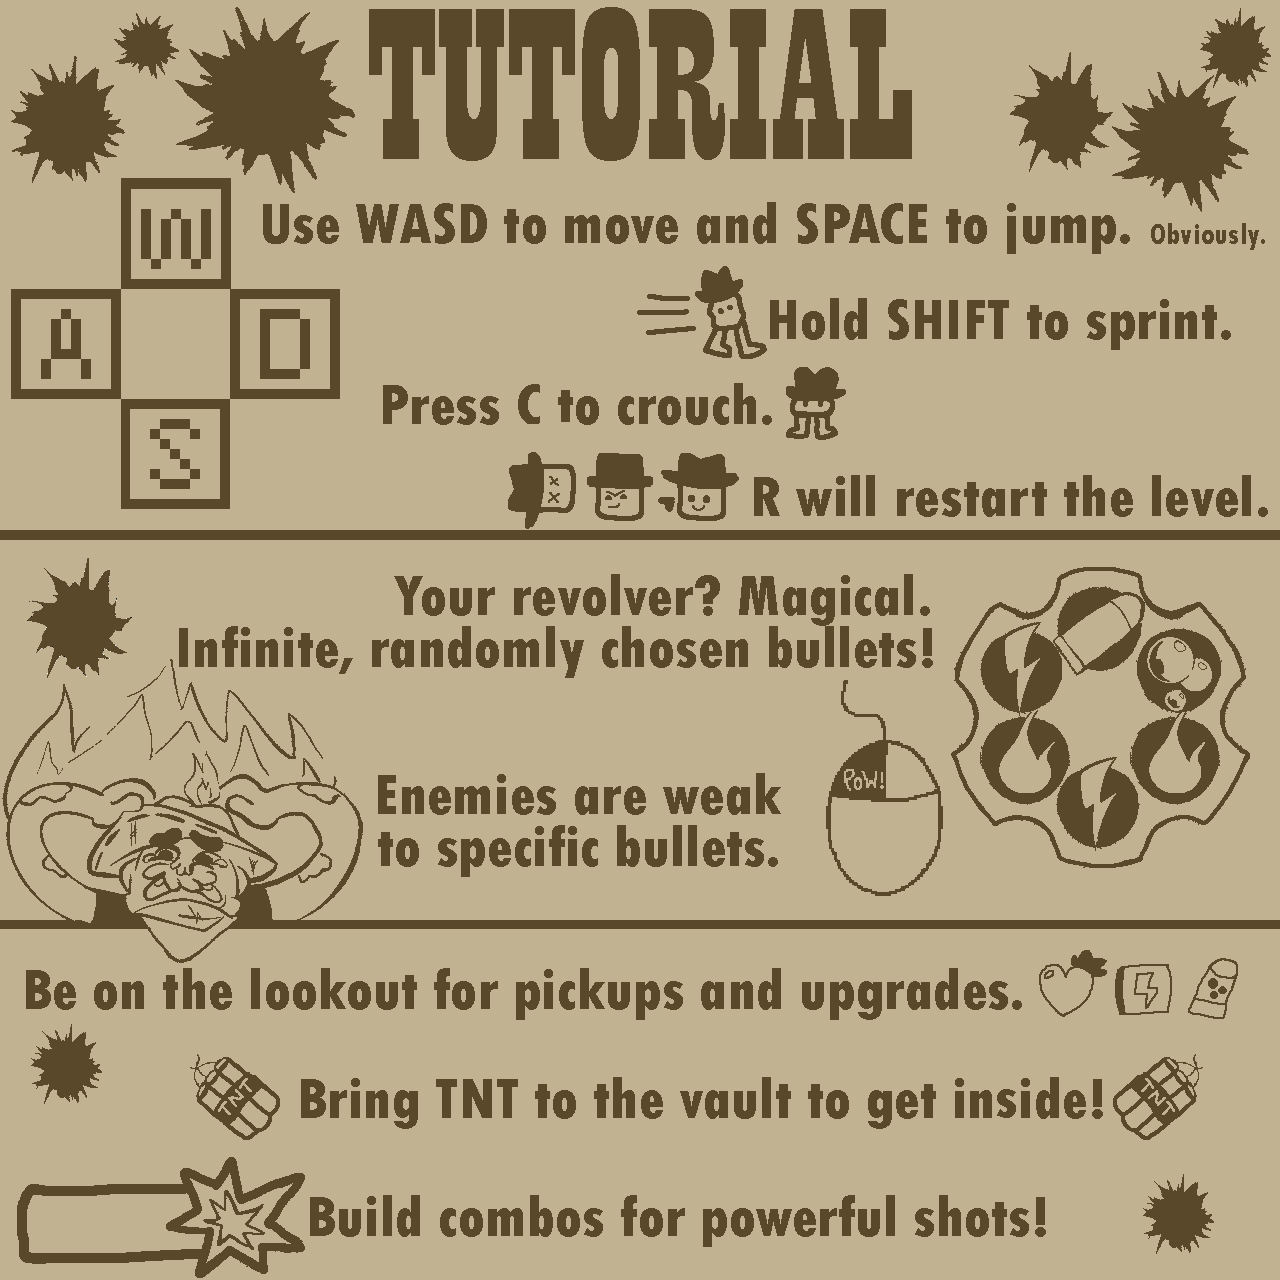 TUTORIAL
W
A
D
S
Use WASD to move and SPACE to jump. Obviously.
Hold SHIFT to sprint.
Press C to crouch.
R will restart the level.
Your revolver? Magical.
Infinite, randomly chosen bullets!
POW!
Enemies are weak
to specific bullets.
Be on the lookout for pickups and upgrades.
TNT
Bring TNT to the vault to get inside!
TNT
Build combos for powerful shots!